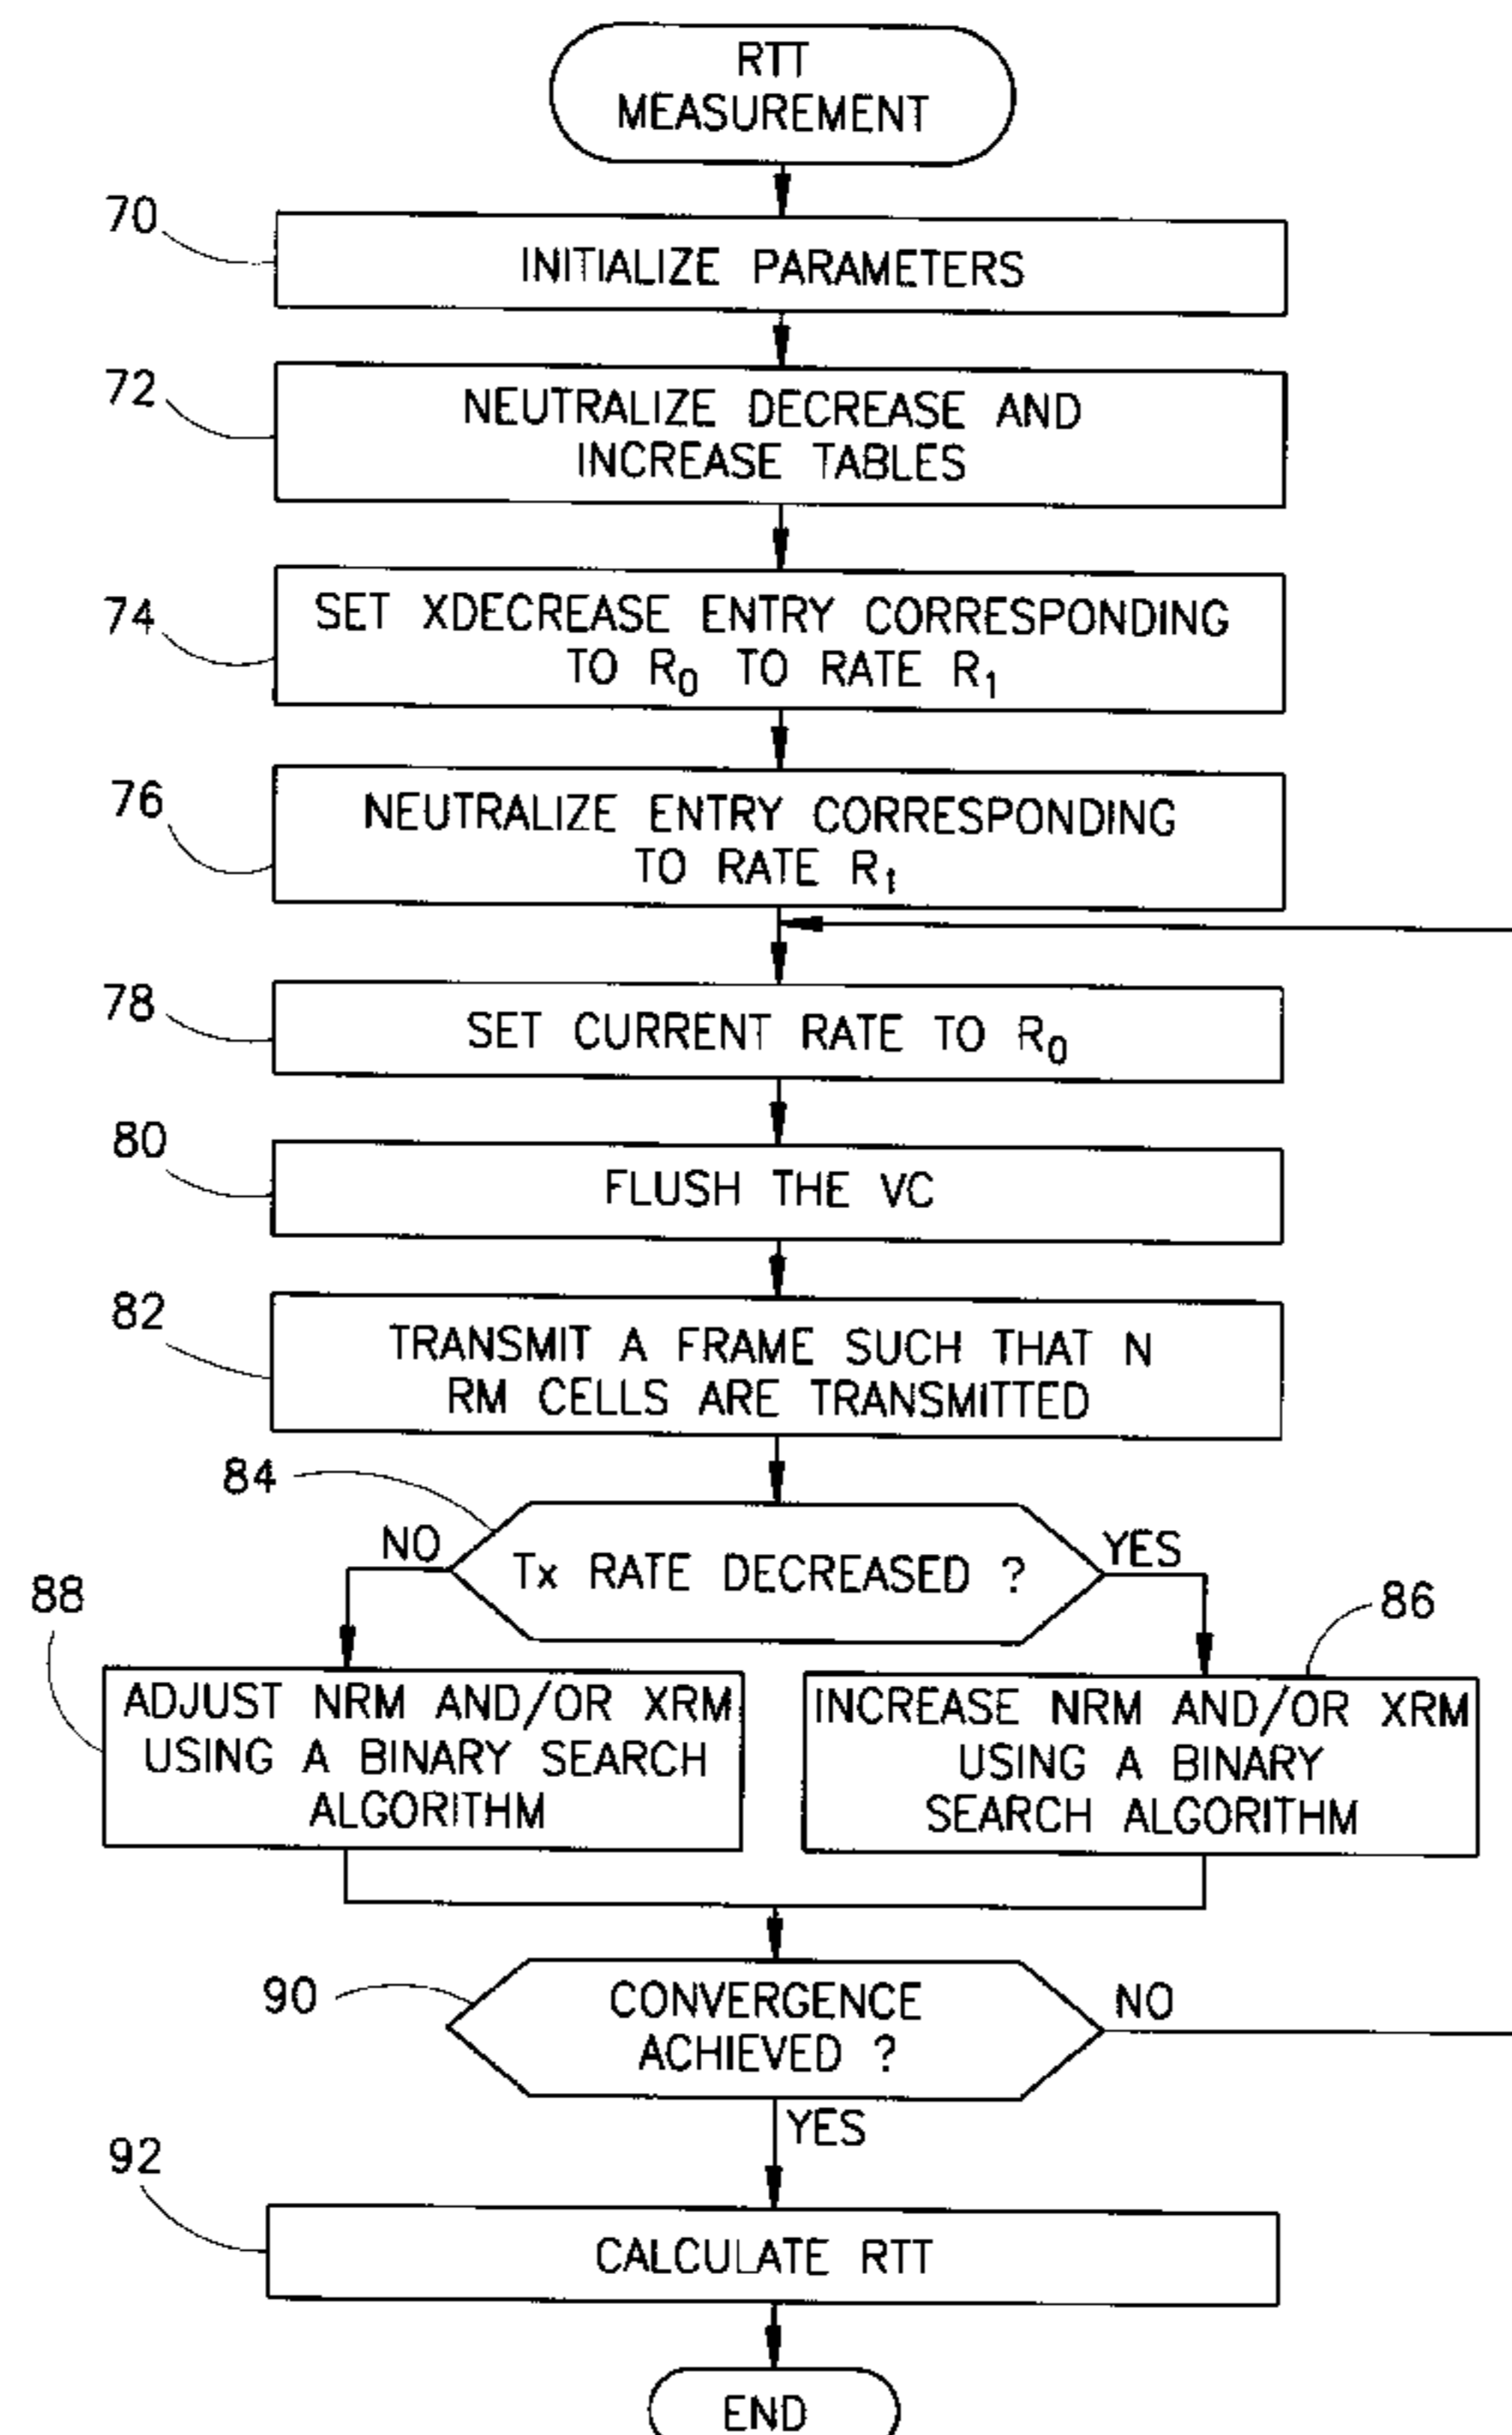 RTT
MEASUREMENT
70
INITIALIZE PARAMETERS
72
NEUTRALIZE DECREASE AND
INCREASE TABLES
74
SET XDECREASE ENTRY CORRESPONDING
TO R0 TO RATE R1
76
NEUTRALIZE ENTRY CORRESPONDING
TO RATE R1
78
SET CURRENT RATE TO R0
80
FLUSH THE VC
82
TRANSMIT A FRAME SUCH THAT N
RM CELLS ARE TRANSMITTED
84
NO
Tx RATE DECREASED ?
YES
88
ADJUST NRM AND/OR XRM
USING A BINARY SEARCH
ALGORITHM
86
INCREASE NRM AND/OR XRM
USING A BINARY
SEARCH ALGORITHM
90
CONVERGENCE
ACHIEVED ?
NO
YES
92
CALCULATE RTT
END